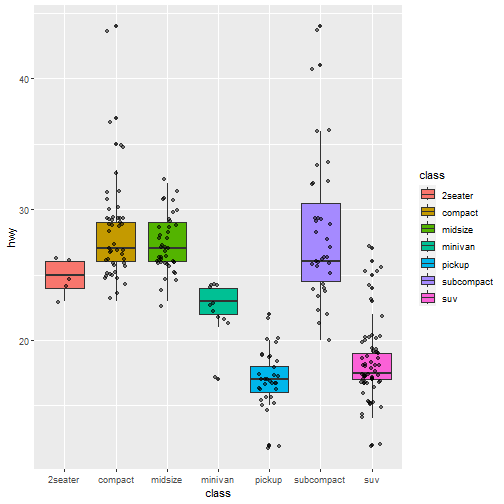 hwy
40
30
20
2seater compact midsize minivan pickup subcompact suv
class
class
2seater
compact
midsize
minivan
pickup
subcompact
suv